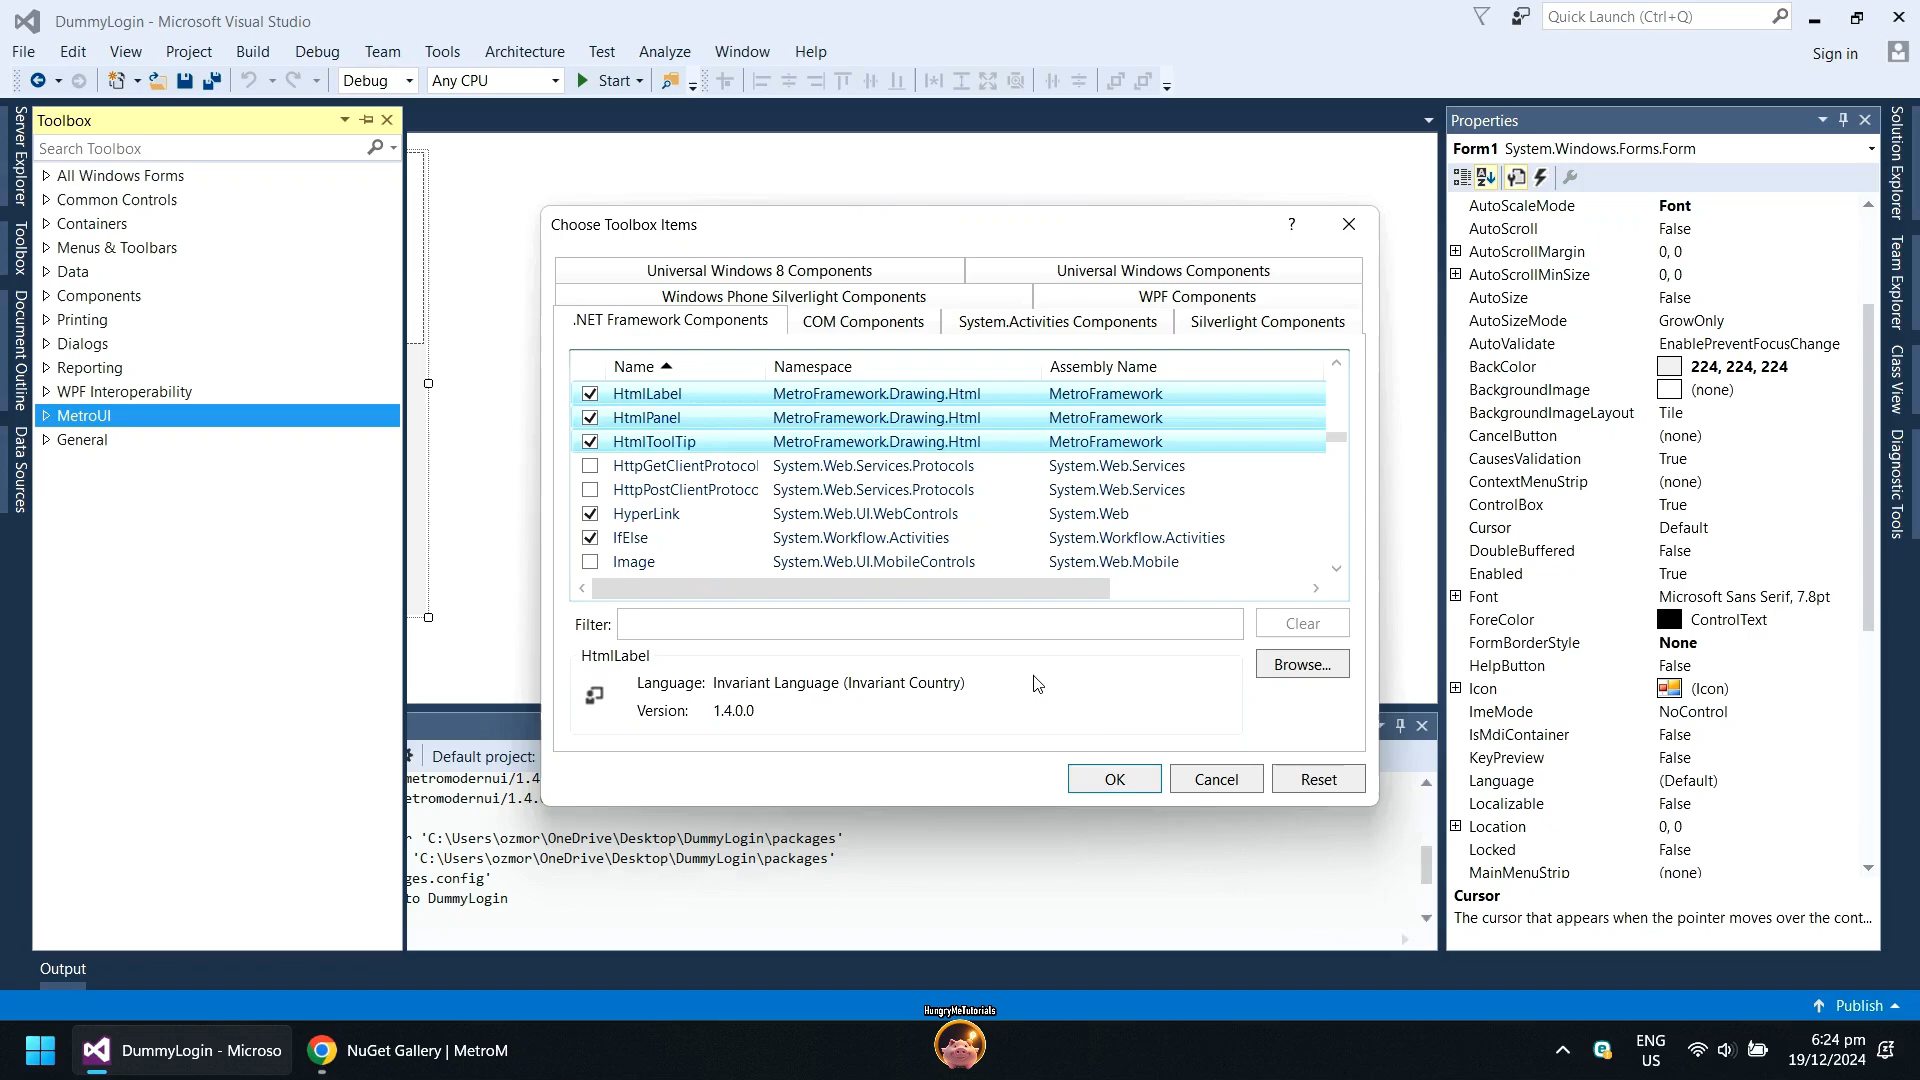 DummyLogin - Microsoft Visual Studio
Quick Launch (Ctrl+Q)
File Edit View Project Build Debug Team Tools Architecture Test Analyze Window Help
Sign in
Debug Any CPU Start
Server Explorer
Toolbox
Document Outline
Data Sources
Toolbox
Search Toolbox
All Windows Forms
Common Controls
Containers
Menus & Toolbars
Data
Components
Printing
Dialogs
Reporting
WPF Interoperability
MetroUI
General
Choose Toolbox Items
?
Universal Windows 8 Components Universal Windows Components
Windows Phone Silverlight Components WPF Components
.NET Framework Components COM Components System.Activities Components Silverlight Components
Name Namespace Assembly Name
HtmlLabel MetroFramework.Drawing.Html MetroFramework
HtmlPanel MetroFramework.Drawing.Html MetroFramework
HtmlToolTip MetroFramework.Drawing.Html MetroFramework
HttpGetClientProtocol System.Web.Services.Protocols System.Web.Services
HttpPostClientProtocc System.Web.Services.Protocols System.Web.Services
HyperLink System.Web.UI.WebControls System.Web
IfElse System.Workflow.Activities System.Workflow.Activities
Image System.Web.UI.MobileControls System.Web.Mobile
Filter:
Clear
HtmlLabel
Browse...
Language: Invariant Language (Invariant Country)
Version: 1.4.0.0
OK Cancel Reset
Default project:
metromodernui/1.4
etromodernui/1.4.
r 'C:\Users\ozmor\OneDrive\Desktop\DummyLogin\packages'
'C:\Users\ozmor\OneDrive\Desktop\DummyLogin\packages'
ges.config'
to DummyLogin
Properties
Form1 System.Windows.Forms.Form
AutoScaleMode Font
AutoScroll False
AutoScrollMargin 0, 0
AutoScrollMinSize 0, 0
AutoSize False
AutoSizeMode GrowOnly
AutoValidate EnablePreventFocusChange
BackColor 224, 224, 224
BackgroundImage (none)
BackgroundImageLayout Tile
CancelButton (none)
CausesValidation True
ContextMenuStrip (none)
ControlBox True
Cursor Default
DoubleBuffered False
Enabled True
Font Microsoft Sans Serif, 7.8pt
ForeColor ControlText
FormBorderStyle None
HelpButton False
Icon (Icon)
ImeMode NoControl
IsMdiContainer False
KeyPreview False
Language (Default)
Localizable False
Location 0, 0
Locked False
MainMenuStrip (none)
Cursor
The cursor that appears when the pointer moves over the cont...
Solution Explorer
Team Explorer
Class View
Diagnostic Tools
Output
Publish
HungryMeTutorials
DummyLogin - Microso
NuGet Gallery | MetroM
ENG
US
6:24 pm
19/12/2024